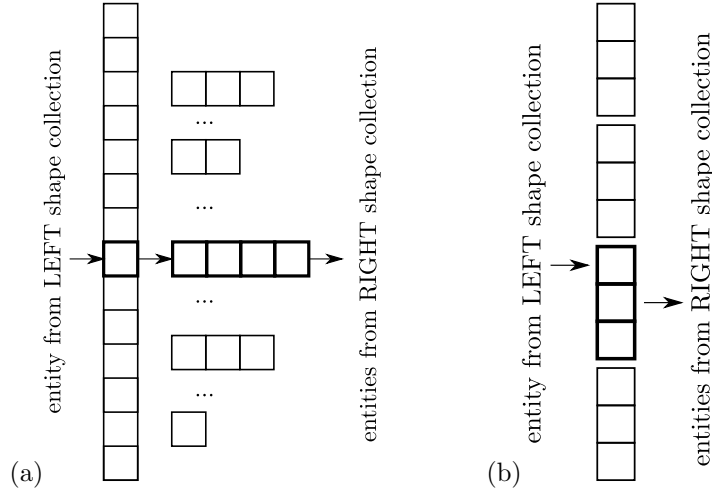 entity from LEFT shape collection
...
...
...
...
entities from RIGHT shape collection
(a)
entity from LEFT shape collection
entities from RIGHT shape collection
(b)